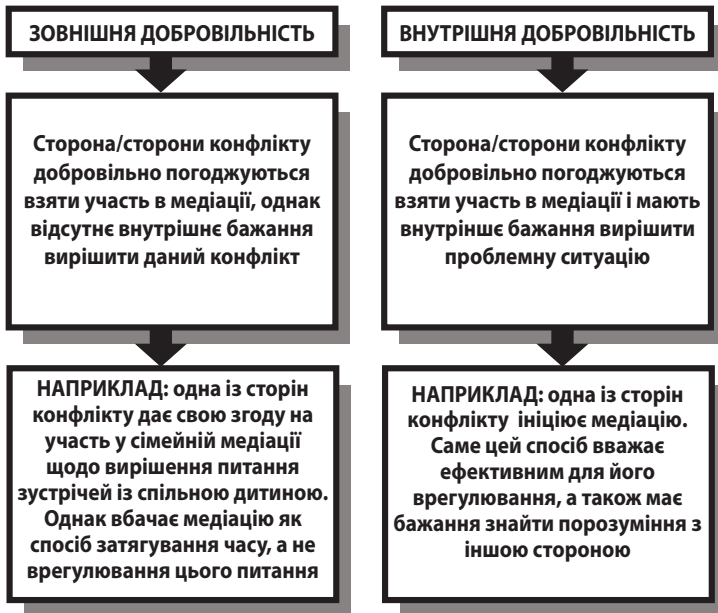 ЗОВНІШНЯ ДОБРОВІЛЬНІСТЬ
Сторона/сторони конфлікту
добровільно погоджуються
взяти участь в медіації, однак
відсутнє внутрішнє бажання
вирішити даний конфлікт
НАПРИКЛАД: одна із сторін
конфлікту дає свою згоду на
участь у сімейній медіації
щодо вирішення питання
зустрічей із спільною дитиною.
Однак вбачає медіацію як
спосіб затягування часу, а не
врегулювання цього питання
ВНУТРІШНЯ ДОБРОВІЛЬНІСТЬ
Сторона/сторони конфлікту
добровільно погоджуються
взяти участь в медіації і мають
внутріншє бажання вирішити
проблемну ситуацію
НАПРИКЛАД: одна із сторін
конфлікту ініціює медіацію.
Саме цей спосіб вважає
ефективним для його
врегулювання, а також має
бажання знайти порозуміння з
іншою стороною